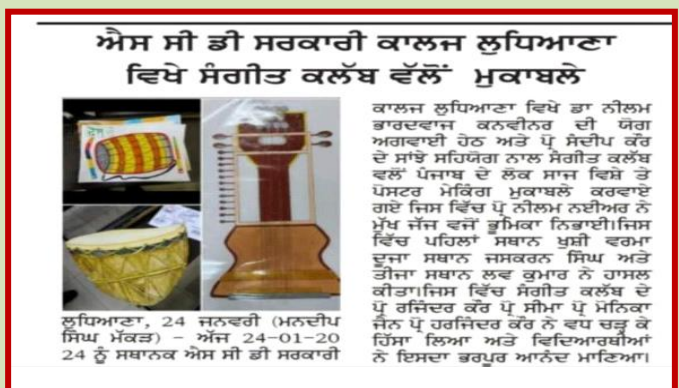 ਐਸ ਸੀ ਡੀ ਸਰਕਾਰੀ ਕਾਲਜ ਲੁਧਿਆਣਾ
ਵਿਖੇ ਸੰਗੀਤ ਕਲੱਬ ਵੱਲੋਂ ਮੁਕਾਬਲੇ
ਲੁਧਿਆਣਾ, 24 ਜਨਵਰੀ (ਮਨਦੀਪ
ਸਿੰਘ ਮੱਕੜ) - ਅੱਜ 24-01-20
24 ਨੂੰ ਸਥਾਨਕ ਐਸ ਸੀ ਡੀ ਸਰਕਾਰੀ
ਕਾਲਜ ਲੁਧਿਆਣਾ ਵਿਖੇ ਡਾ ਨੀਲਮ
ਭਾਰਦਵਾਜ ਕਨਵੀਨਰ ਦੀ ਯੋਗ
ਅਗਵਾਈ ਹੇਠ ਅਤੇ ਪ੍ਰੋ ਸੰਦੀਪ ਕੌਰ
ਦੇ ਸਾਂਝੇ ਸਹਿਯੋਗ ਨਾਲ ਸੰਗੀਤ ਕਲੱਬ
ਵਲੋਂ ਪੰਜਾਬ ਦੇ ਲੋਕ ਸਾਜ ਵਿਸ਼ੇ ਤੇ
ਪੋਸਟਰ ਮੇਕਿੰਗ ਮੁਕਾਬਲੇ ਕਰਵਾਏ
ਗਏ ਜਿਸ ਵਿੱਚ ਪ੍ਰੋ ਨੀਲਮ ਨਈਅਰ ਨੇ
ਮੁੱਖ ਜੱਜ ਵਜੋਂ ਭੂਮਿਕਾ ਨਿਭਾਈ।ਜਿਸ
ਵਿੱਚ ਪਹਿਲਾਂ ਸਥਾਨ ਖੁਸ਼ੀ ਵਰਮਾ
ਦੂਜਾ ਸਥਾਨ ਜਸਕਰਨ ਸਿੰਘ ਅਤੇ
ਤੀਜਾ ਸਥਾਨ ਲਵ ਕੁਮਾਰ ਨੇ ਹਾਸਲ
ਕੀਤਾ।ਜਿਸ ਵਿੱਚ ਸੰਗੀਤ ਕਲੱਬ ਦੇ
ਪ੍ਰੋ ਰਜਿੰਦਰ ਕੌਰ ਪ੍ਰੋ ਸੀਮਾ ਪ੍ਰੋ ਮੋਨਿਕਾ
ਜੈਨ ਪ੍ਰੋ ਹਰਜਿੰਦਰ ਕੌਰ ਨੇ ਵਧ ਚੜ੍ਹ ਕੇ
ਹਿੱਸਾ ਲਿਆ ਅਤੇ ਵਿਦਿਆਰਥੀਆਂ
ਨੇ ਇਸਦਾ ਭਰਪੂਰ ਆਨੰਦ ਮਾਣਿਆ।